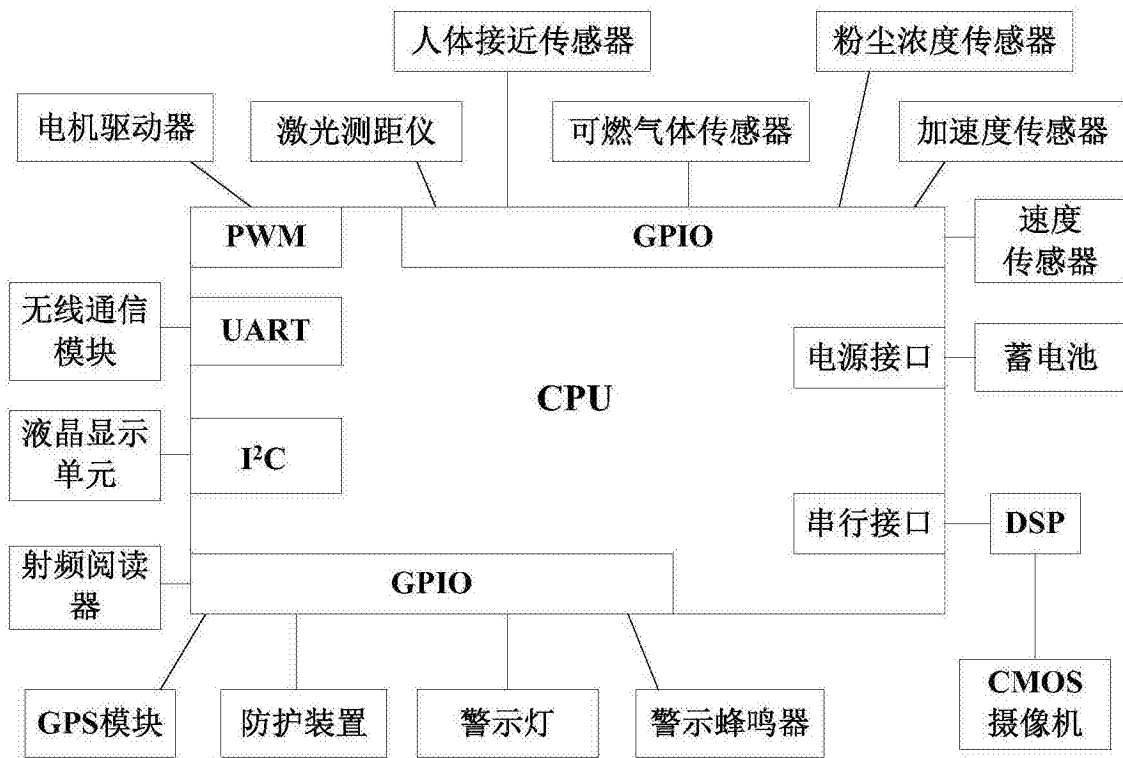 人体接近传感器
粉尘浓度传感器
电机驱动器
激光测距仪
可燃气体传感器
加速度传感器
PWM
GPIO
速度
传感器
无线通信
模块
UART
电源接口
蓄电池
CPU
液晶显示
单元
I²C
串行接口
DSP
射频阅读
器
GPIO
GPS模块
防护装置
警示灯
警示蜂鸣器
CMOS
摄像机